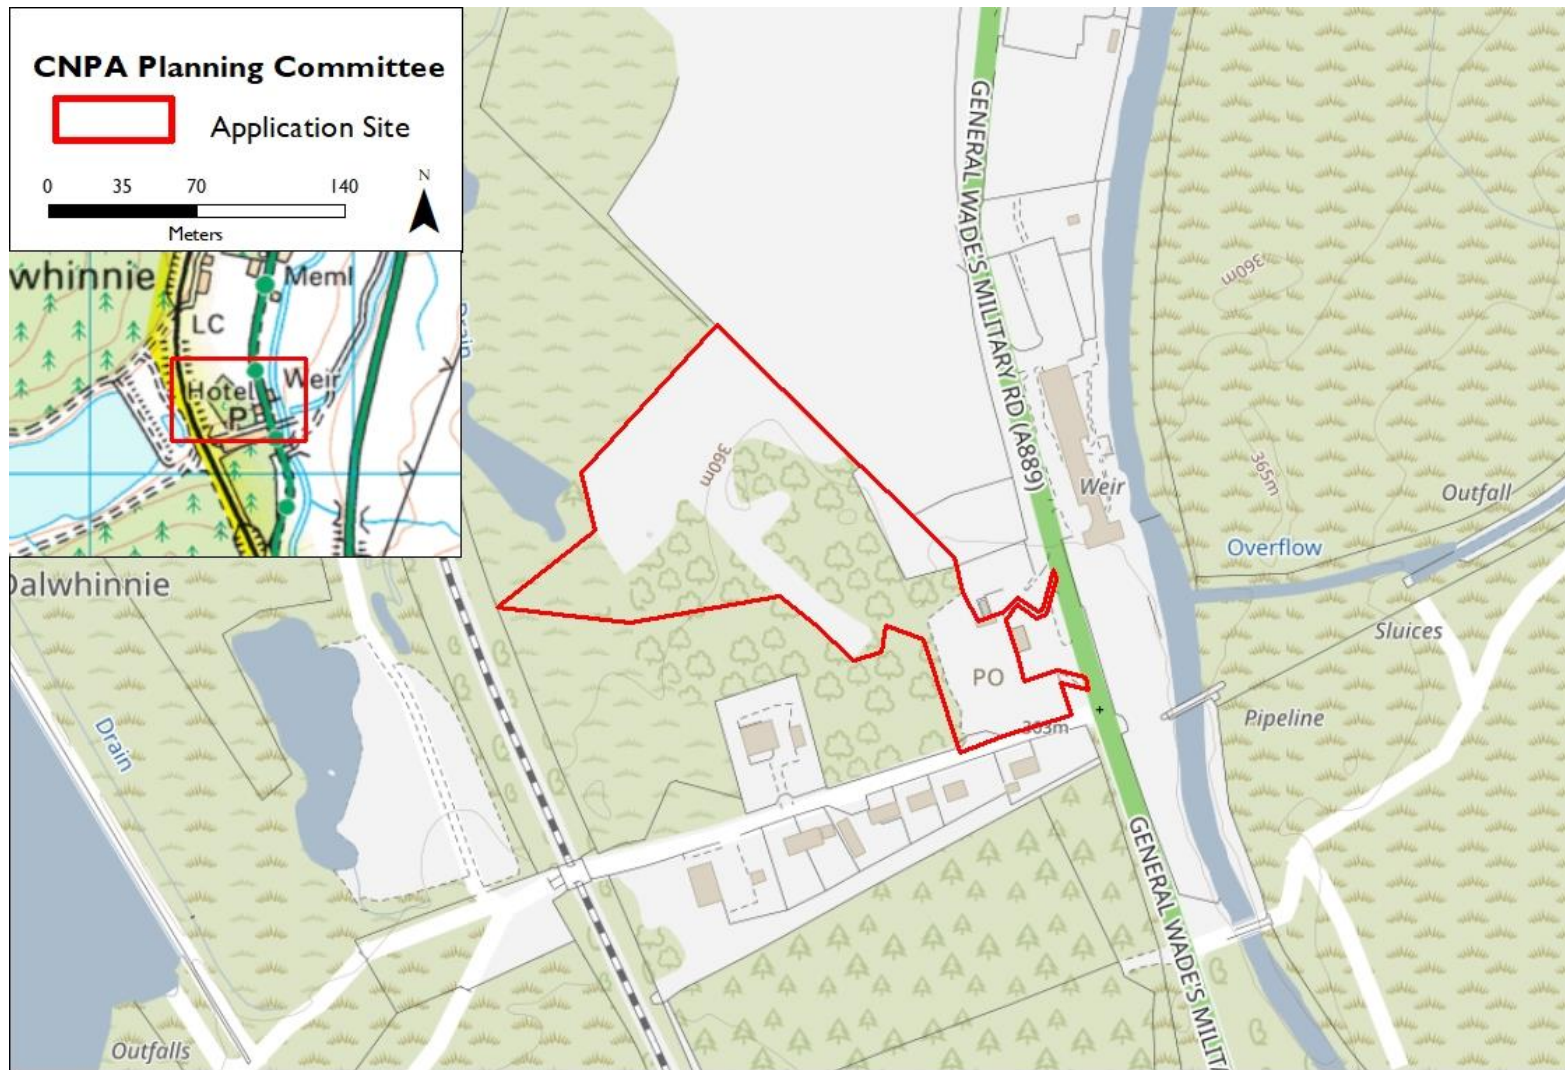 CNPA Planning Committee
Application Site
0 35 70 140
N
Meters
whinnie
Meml
LC
Hotel
Weir
P
Drain
GENERAL WADE'S MILITARY RD (A889)
360m
360m
365m
Weir
Outfall
Overflow
Sluices
Dalwhinnie
PO
Pipeline
Drain
GENERAL WADE'S MILITA
Outfalls